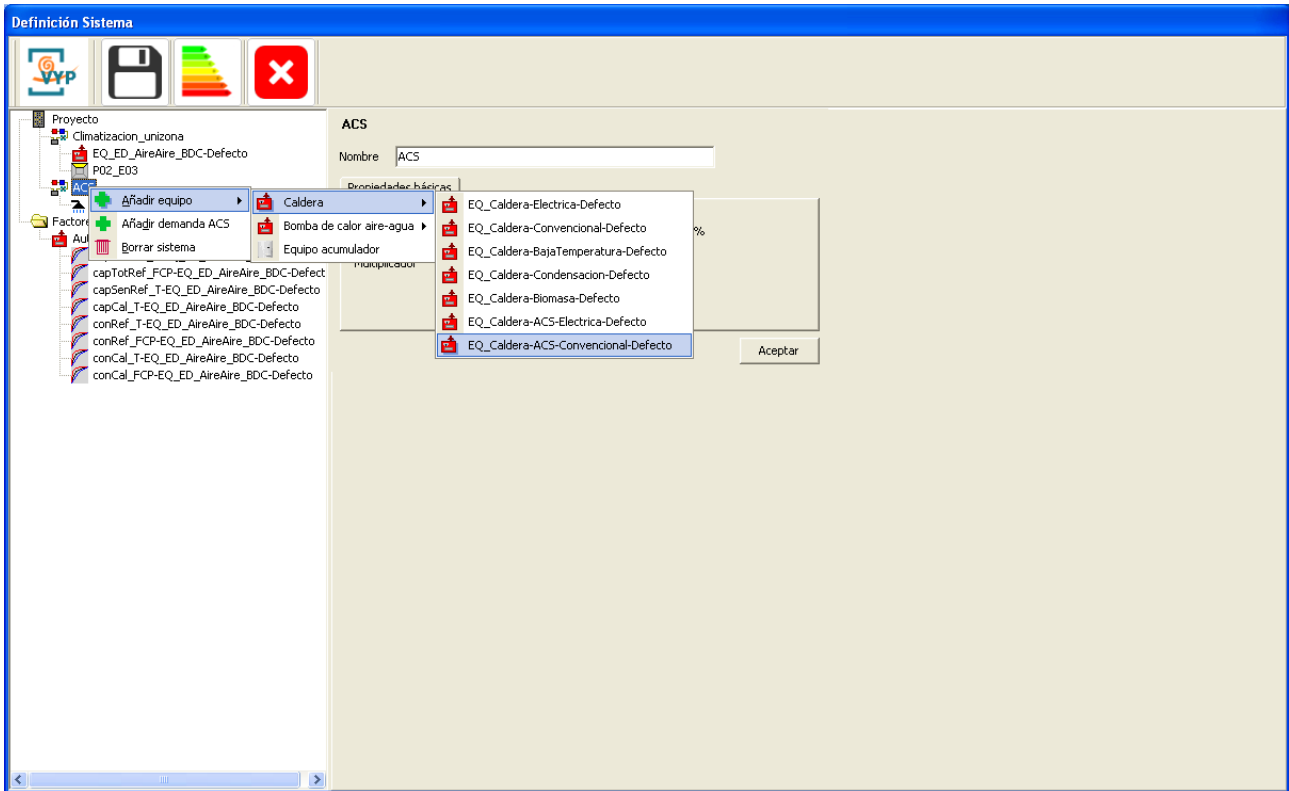 Definición Sistema
VYP
Proyecto
Climatizacion_unizona
EQ_ED_AireAire_BDC-Defecto
P02_E03
ACS
Factore
capTotRef_FCP-EQ_ED_AireAire_BDC-Defect
capSenRef_T-EQ_ED_AireAire_BDC-Defecto
capCal_T-EQ_ED_AireAire_BDC-Defecto
conRef_T-EQ_ED_AireAire_BDC-Defecto
conRef_FCP-EQ_ED_AireAire_BDC-Defecto
conCal_T-EQ_ED_AireAire_BDC-Defecto
conCal_FCP-EQ_ED_AireAire_BDC-Defecto
Añadir equipo
Añadir demanda ACS
Borrar sistema
Caldera
Bomba de calor aire-agua
Equipo acumulador
EQ_Caldera-Electrica-Defecto
EQ_Caldera-Convencional-Defecto
EQ_Caldera-BajaTemperatura-Defecto
EQ_Caldera-Condensacion-Defecto
EQ_Caldera-Biomasa-Defecto
EQ_Caldera-ACS-Electrica-Defecto
EQ_Caldera-ACS-Convencional-Defecto
ACS
Nombre ACS
Propiedades básicas
%
Multiplicador
Aceptar